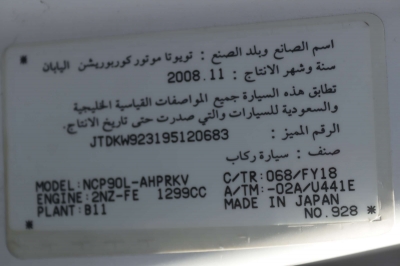 اسم الصانع وبلد الصنع : تويوتا موتور كوربوريشن اليابان
سنة وشهر الانتاج : 2008.11
تطابق هذه السيارة جميع المواصفات القياسية الخليجية
والسعودية للسيارات والتي صدرت حتى تاريخ الانتاج.
الرقم المميز : JTDKW923195120683
صنف : سيارة ركاب
MODEL:NCP90L-AHPRKV C/TR:068/FY18
ENGINE:2NZ-FE 1299CC A/TM:-02A/U441E
PLANT:B11 MADE IN JAPAN
NO.928 *